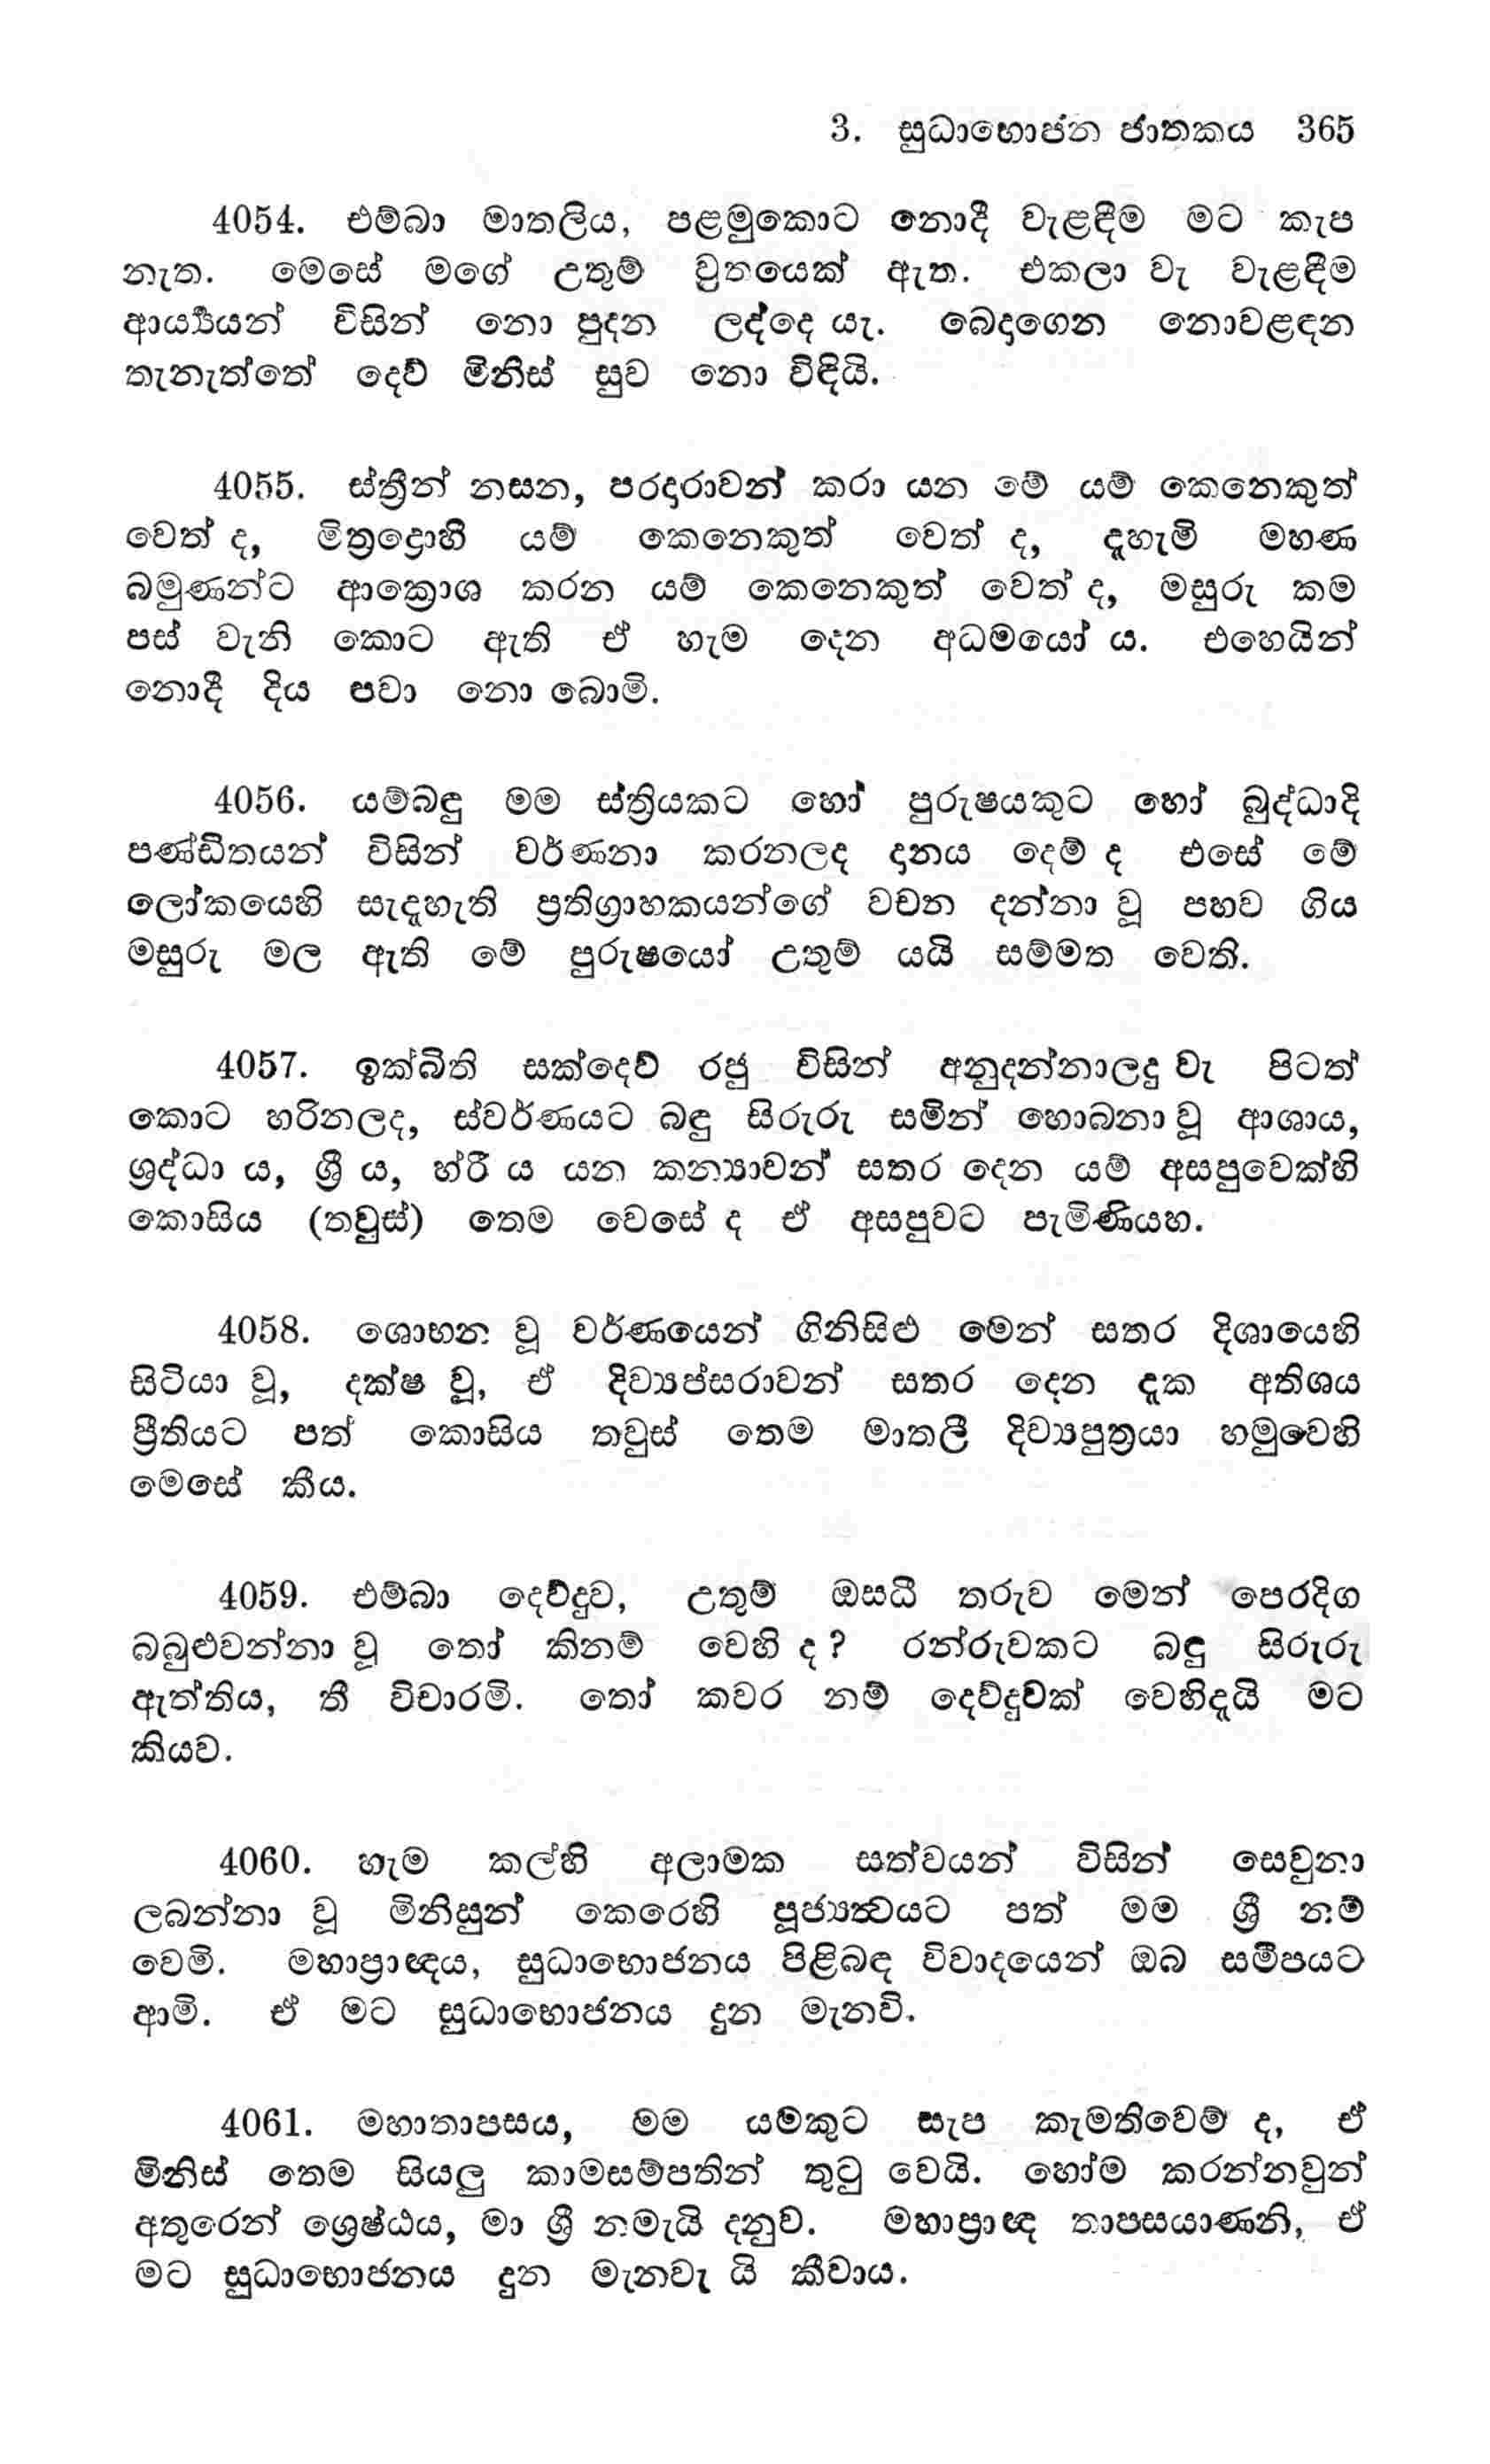 3. සුධාභොජන ජාතකය 365
4054. එම්බා මාතලිය, පළමුකොට නොදී වැළඳීම මට කැප
නැත. මෙසේ මගේ උතුම් ව්‍රතයෙක් ඇත. එකලා වැ වැළඳීම
ආර්‍ය්‍යයන් විසින් නො පුදන ලද්දෙ යැ. බෙදාගෙන නොවළඳන
තැනැත්තේ දෙව් මිනිස් සුව නො විඳියි.
4055. ස්ත්‍රීන් නසන, පරදාරාවන් කරා යන මේ යම් කෙනෙකුත්
වෙත් ද, මිත්‍රද්‍රොහී යම් කෙනෙකුත් වෙත් ද, දැහැමි මහණ
බමුණන්ට ආක්‍රොශ කරන යම් කෙනෙකුත් වෙත් ද, මසුරු කම
පස් වැනි කොට ඇති ඒ හැම දෙන අධමයෝ ය. එහෙයින්
නොදී දිය පවා නො බොමි.
4056. යම්බඳු මම ස්ත්‍රියකට හෝ පුරුෂයකුට හෝ බුද්ධාදි
පණ්ඩිතයන් විසින් වර්ණනා කරනලද දානය දෙම් ද එසේ මේ
ලෝකයෙහි සැදැහැති ප්‍රතිග්‍රාහකයන්ගේ වචන දන්නා වූ පහව ගිය
මසුරු මල ඇති මේ පුරුෂයෝ උතුම් යයි සම්මත වෙති.
4057. ඉක්බිති සක්දෙව් රජු විසින් අනුදන්නාලදු වැ පිටත්
කොට හරිනලද, ස්වර්ණයට බඳු සිරුරු සමින් හොබනා වූ ආශාය,
ශ්‍රද්ධා ය, ශ්‍රී ය, හ්රී ය යන කන්‍යාවන් සතර දෙන යම් අසපුවෙක්හි
කොසිය (තවුස්) තෙම වෙසේ ද ඒ අසපුවට පැමිණියහ.
4058. ශොභන වූ වර්ණයෙන් ගිනිසිළු මෙන් සතර දිශායෙහි
සිටියා වූ, දක්ෂ වූ, ඒ දිව්‍යප්සරාවන් සතර දෙන දැක අතිශය
ප්‍රීතියට පත් කොසිය තවුස් තෙම මාතලී දිව්‍යපුත්‍රයා හමුවෙහි
මෙසේ කීය.
4059. එම්බා දෙව්දුව, උතුම් ඔසධී තරුව මෙන් පෙරදිග
බබුළුවන්නා වූ තෝ කිනම් වෙහි ද? රන්රුවකට බඳු සිරුරු
ඇත්තිය, තී විචාරමි. තෝ කවර නම් දෙව්දුවක් වෙහිදැයි මට
කියව.
4060. හැම කල්හි අලාමක සත්වයන් විසින් සෙවුනා
ලබන්නා වූ මිනිසුන් කෙරෙහි පූජ්‍යත්‍වයට පත් මම ශ්‍රී නම්
වෙමි. මහාප්‍රාඥය, සුධාභොජනය පිළිබඳ විවාදයෙන් ඔබ සමීපයට
ආමි. ඒ මට සුධාභොජනය දුන මැනවි.
4061. මහාතාපසය, මම යමකුට සැප කැමතිවෙම් ද, ඒ
මිනිස් තෙම සියලු කාමසම්පතින් තුටු වෙයි. හෝම කරන්නවුන්
අතුරෙන් ශ්‍රෙෂ්ඨය, මා ශ්‍රී නමැයි දනුව. මහාප්‍රාඥ තාපසයාණනි, ඒ
මට සුධාභොජනය දුන මැනවැ යි කීවාය.